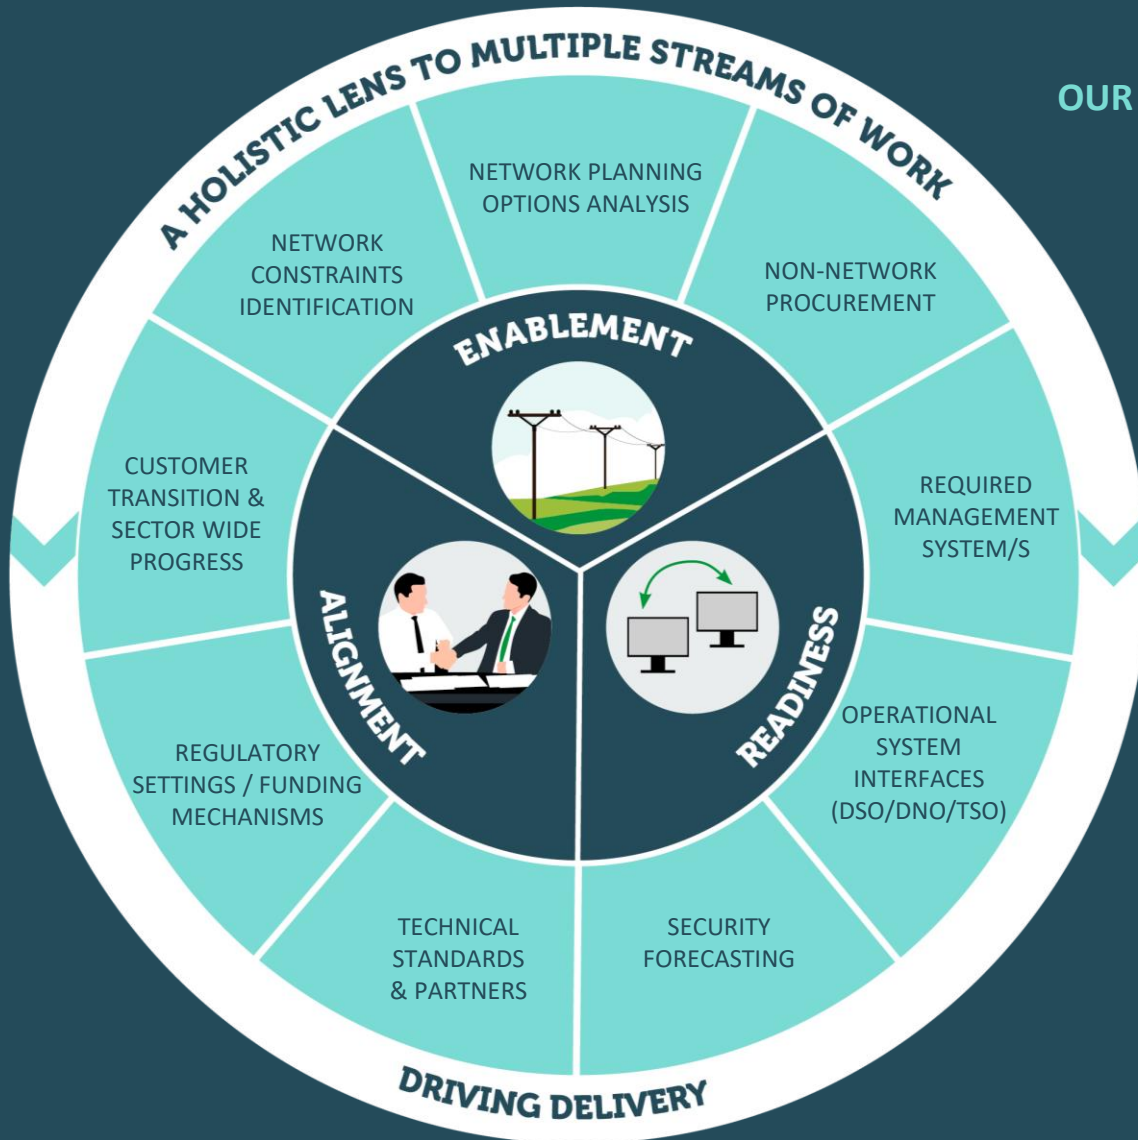 A HOLISTIC LENS TO MULTIPLE STREAMS OF WORK
OUR
NETWORK PLANNING
OPTIONS ANALYSIS
NETWORK
CONSTRAINTS
IDENTIFICATION
NON-NETWORK
PROCUREMENT
ENABLEMENT
CUSTOMER
TRANSITION &
SECTOR WIDE
PROGRESS
REQUIRED
MANAGEMENT
SYSTEM/S
ALIGNMENT
READINESS
REGULATORY
SETTINGS / FUNDING
MECHANISMS
OPERATIONAL
SYSTEM
INTERFACES
(DSO/DNO/TSO)
TECHNICAL
STANDARDS
& PARTNERS
SECURITY
FORECASTING
DRIVING DELIVERY